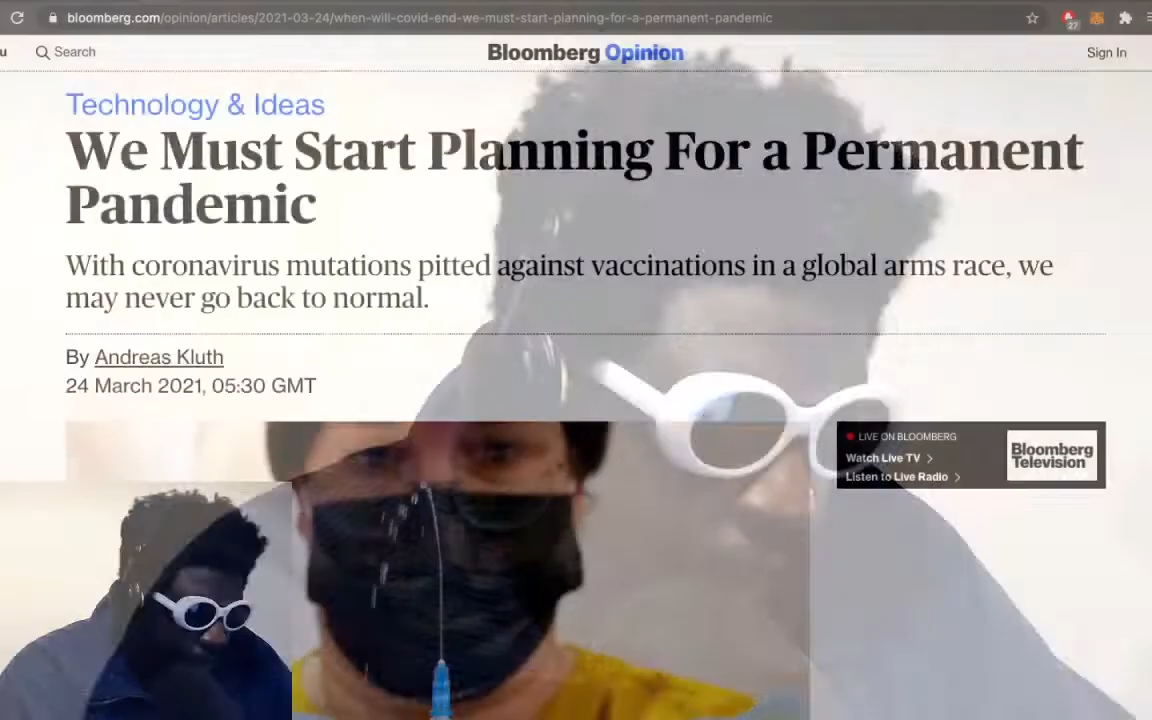 bloomberg.com/opinion/articles/2021-03-24/when-will-covid-end-we-must-start-planning-for-a-permanent-pandemic
27
u
Search
Bloomberg Opinion
Sign In
Technology & Ideas
We Must Start Planning For a Permanent
Pandemic
With coronavirus mutations pitted against vaccinations in a global arms race, we
may never go back to normal.
By Andreas Kluth
24 March 2021, 05:30 GMT
LIVE ON BLOOMBERG
Watch Live TV
Listen to Live Radio
Bloomberg
Television